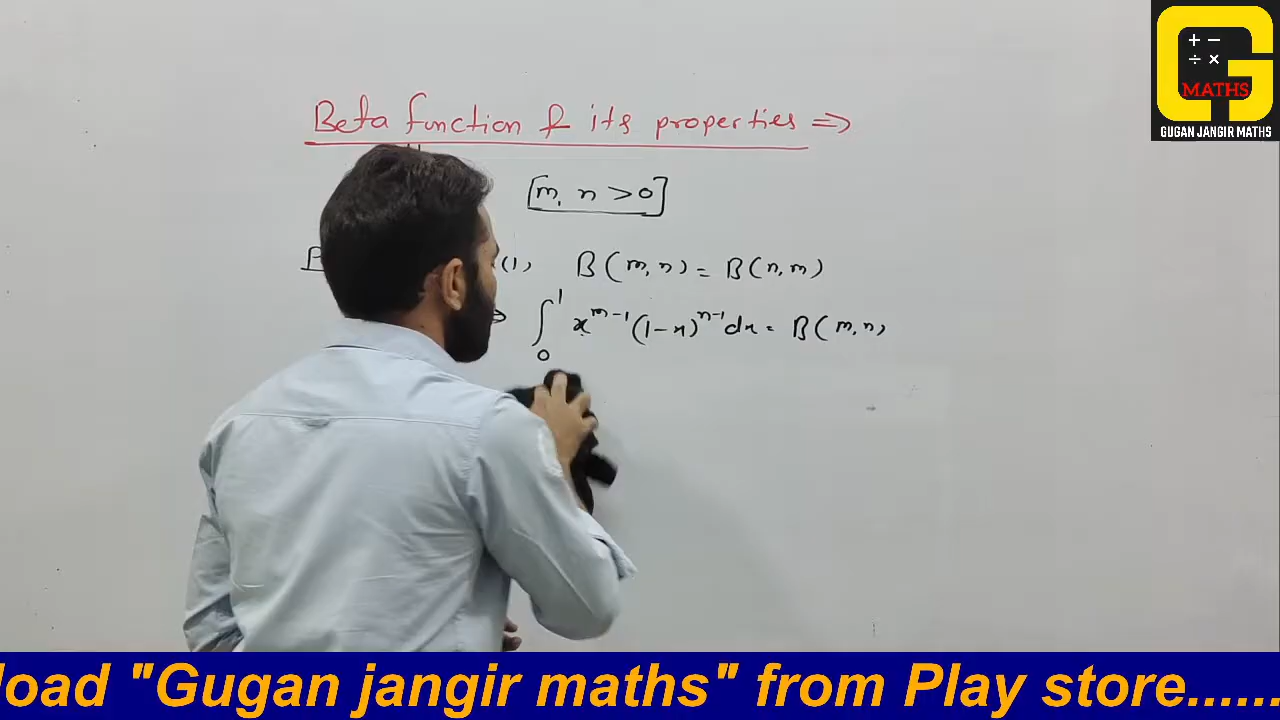 + −
÷ ×
MATHS
GUGAN JANGIR MATHS
Beta function & its properties ⇒
[m, n > 0]
(1) B(m, n) = B(n, m)
⇒ ∫₀¹ x^(m-1) (1-x)^(n-1) dx = B(m, n)
load "Gugan jangir maths" from Play store......